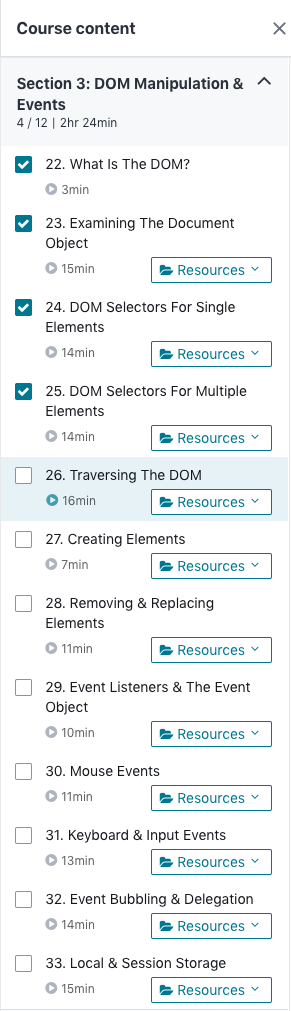 Course content
Section 3: DOM Manipulation &
Events
4 / 12 | 2hr 24min
22. What Is The DOM?
3min
23. Examining The Document
Object
15min
Resources
24. DOM Selectors For Single
Elements
14min
Resources
25. DOM Selectors For Multiple
Elements
14min
Resources
26. Traversing The DOM
16min
Resources
27. Creating Elements
7min
Resources
28. Removing & Replacing
Elements
11min
Resources
29. Event Listeners & The Event
Object
10min
Resources
30. Mouse Events
11min
Resources
31. Keyboard & Input Events
13min
Resources
32. Event Bubbling & Delegation
14min
Resources
33. Local & Session Storage
15min
Resources